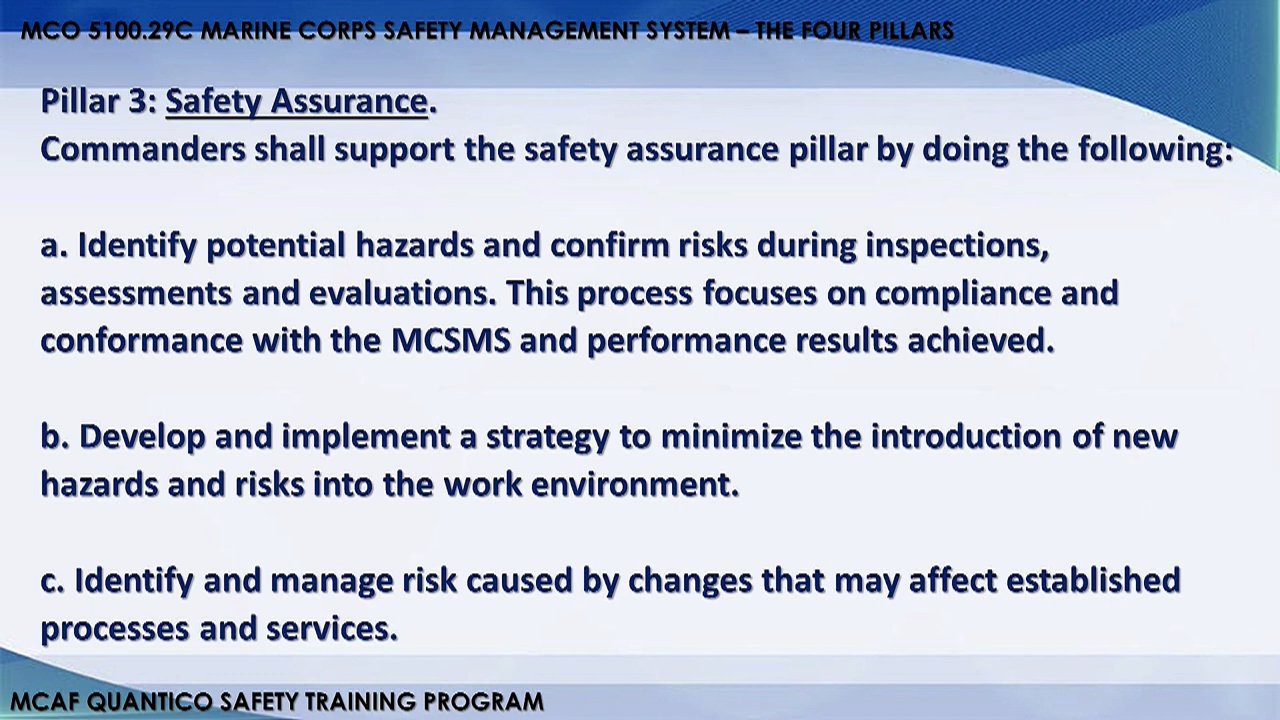 MCO 5100.29C MARINE CORPS SAFETY MANAGEMENT SYSTEM – THE FOUR PILLARS
Pillar 3: Safety Assurance.
Commanders shall support the safety assurance pillar by doing the following:
a. Identify potential hazards and confirm risks during inspections,
assessments and evaluations. This process focuses on compliance and
conformance with the MCSMS and performance results achieved.
b. Develop and implement a strategy to minimize the introduction of new
hazards and risks into the work environment.
c. Identify and manage risk caused by changes that may affect established
processes and services.
MCAF QUANTICO SAFETY TRAINING PROGRAM